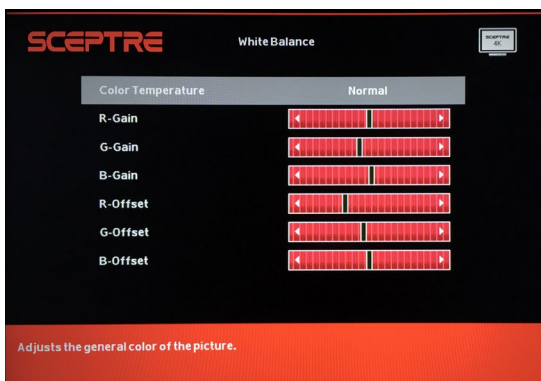 SCEPTRE
White Balance
SCEPTRE
4K
Color Temperature Normal
R-Gain
G-Gain
B-Gain
R-Offset
G-Offset
B-Offset
Adjusts the general color of the picture.